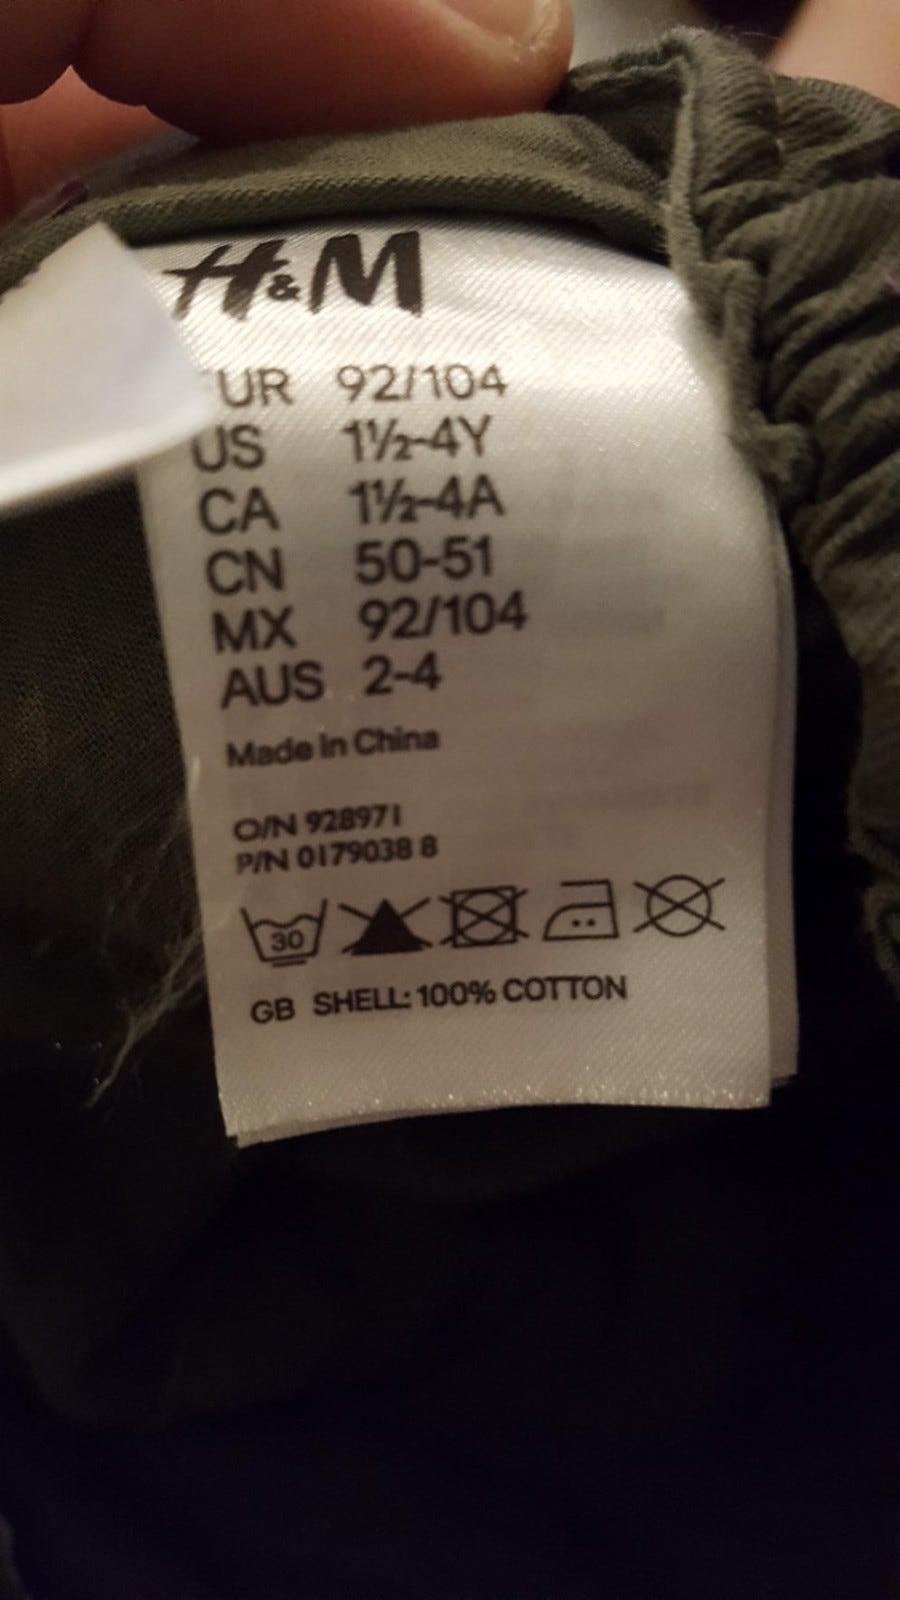 H&M
EUR 92/104
US 1½-4Y
CA 1½-4A
CN 50-51
MX 92/104
AUS 2-4
Made in China
O/N 928971
P/N 0179038 8
30
GB SHELL: 100% COTTON